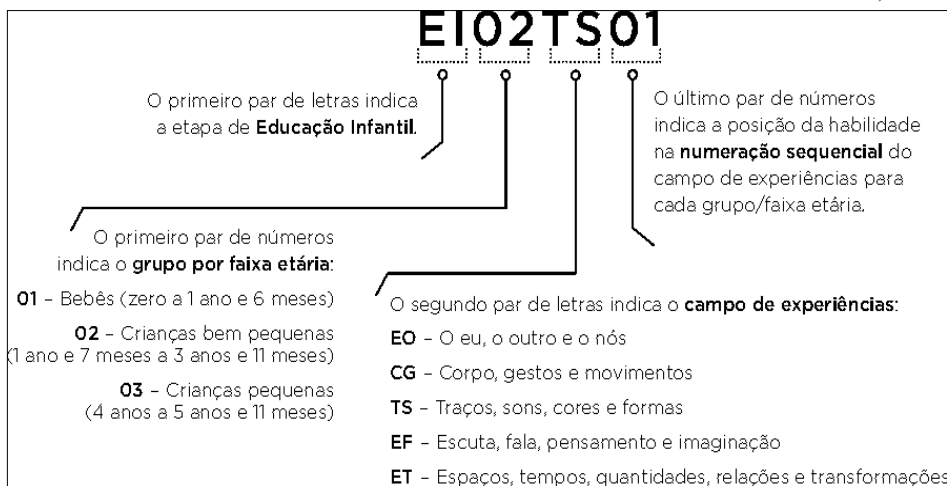 EI02TS01
O primeiro par de letras indica
a etapa de Educação Infantil.
O último par de números
indica a posição da habilidade
na numeração sequencial do
campo de experiências para
cada grupo/faixa etária.
O primeiro par de números
indica o grupo por faixa etária:
01 – Bebês (zero a 1 ano e 6 meses)
02 – Crianças bem pequenas
(1 ano e 7 meses a 3 anos e 11 meses)
03 – Crianças pequenas
(4 anos a 5 anos e 11 meses)
O segundo par de letras indica o campo de experiências:
EO – O eu, o outro e o nós
CG – Corpo, gestos e movimentos
TS – Traços, sons, cores e formas
EF – Escuta, fala, pensamento e imaginação
ET – Espaços, tempos, quantidades, relações e transformações